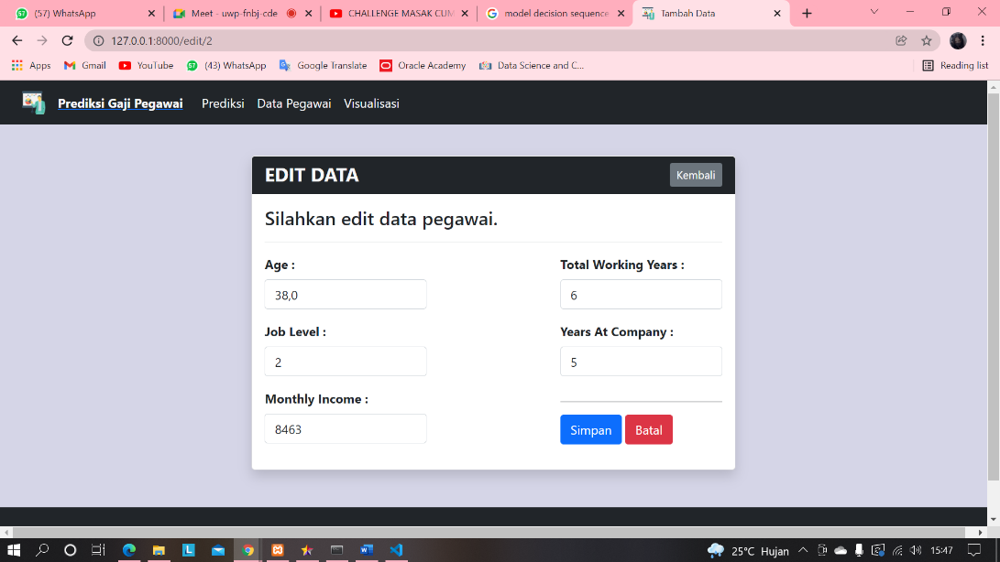 (57) WhatsApp
Meet - uwp-fnbj-cde
CHALLENGE MASAK CUM
model decision sequence
Tambah Data
127.0.0.1:8000/edit/2
Apps Gmail YouTube (43) WhatsApp Google Translate Oracle Academy Data Science and C... Reading list
Prediksi Gaji Pegawai Prediksi Data Pegawai Visualisasi
EDIT DATA Kembali
Silahkan edit data pegawai.
Age : Total Working Years :
38,0 6
Job Level : Years At Company :
2 5
Monthly Income :
8463 Simpan Batal
25°C Hujan 15:47